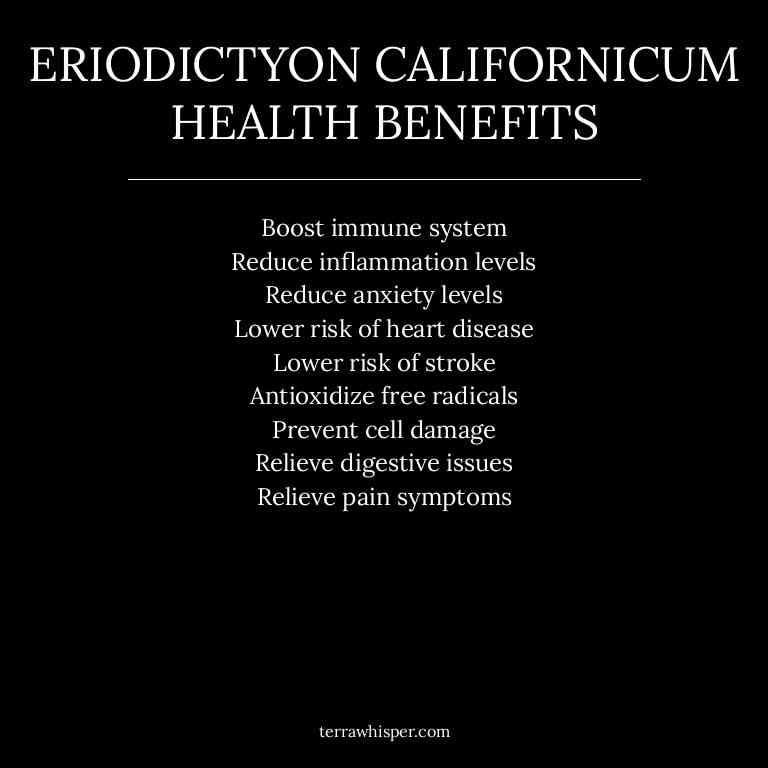 ERIODICTYON CALIFORNICUM
HEALTH BENEFITS
Boost immune system
Reduce inflammation levels
Reduce anxiety levels
Lower risk of heart disease
Lower risk of stroke
Antioxidize free radicals
Prevent cell damage
Relieve digestive issues
Relieve pain symptoms
terrawhisper.com